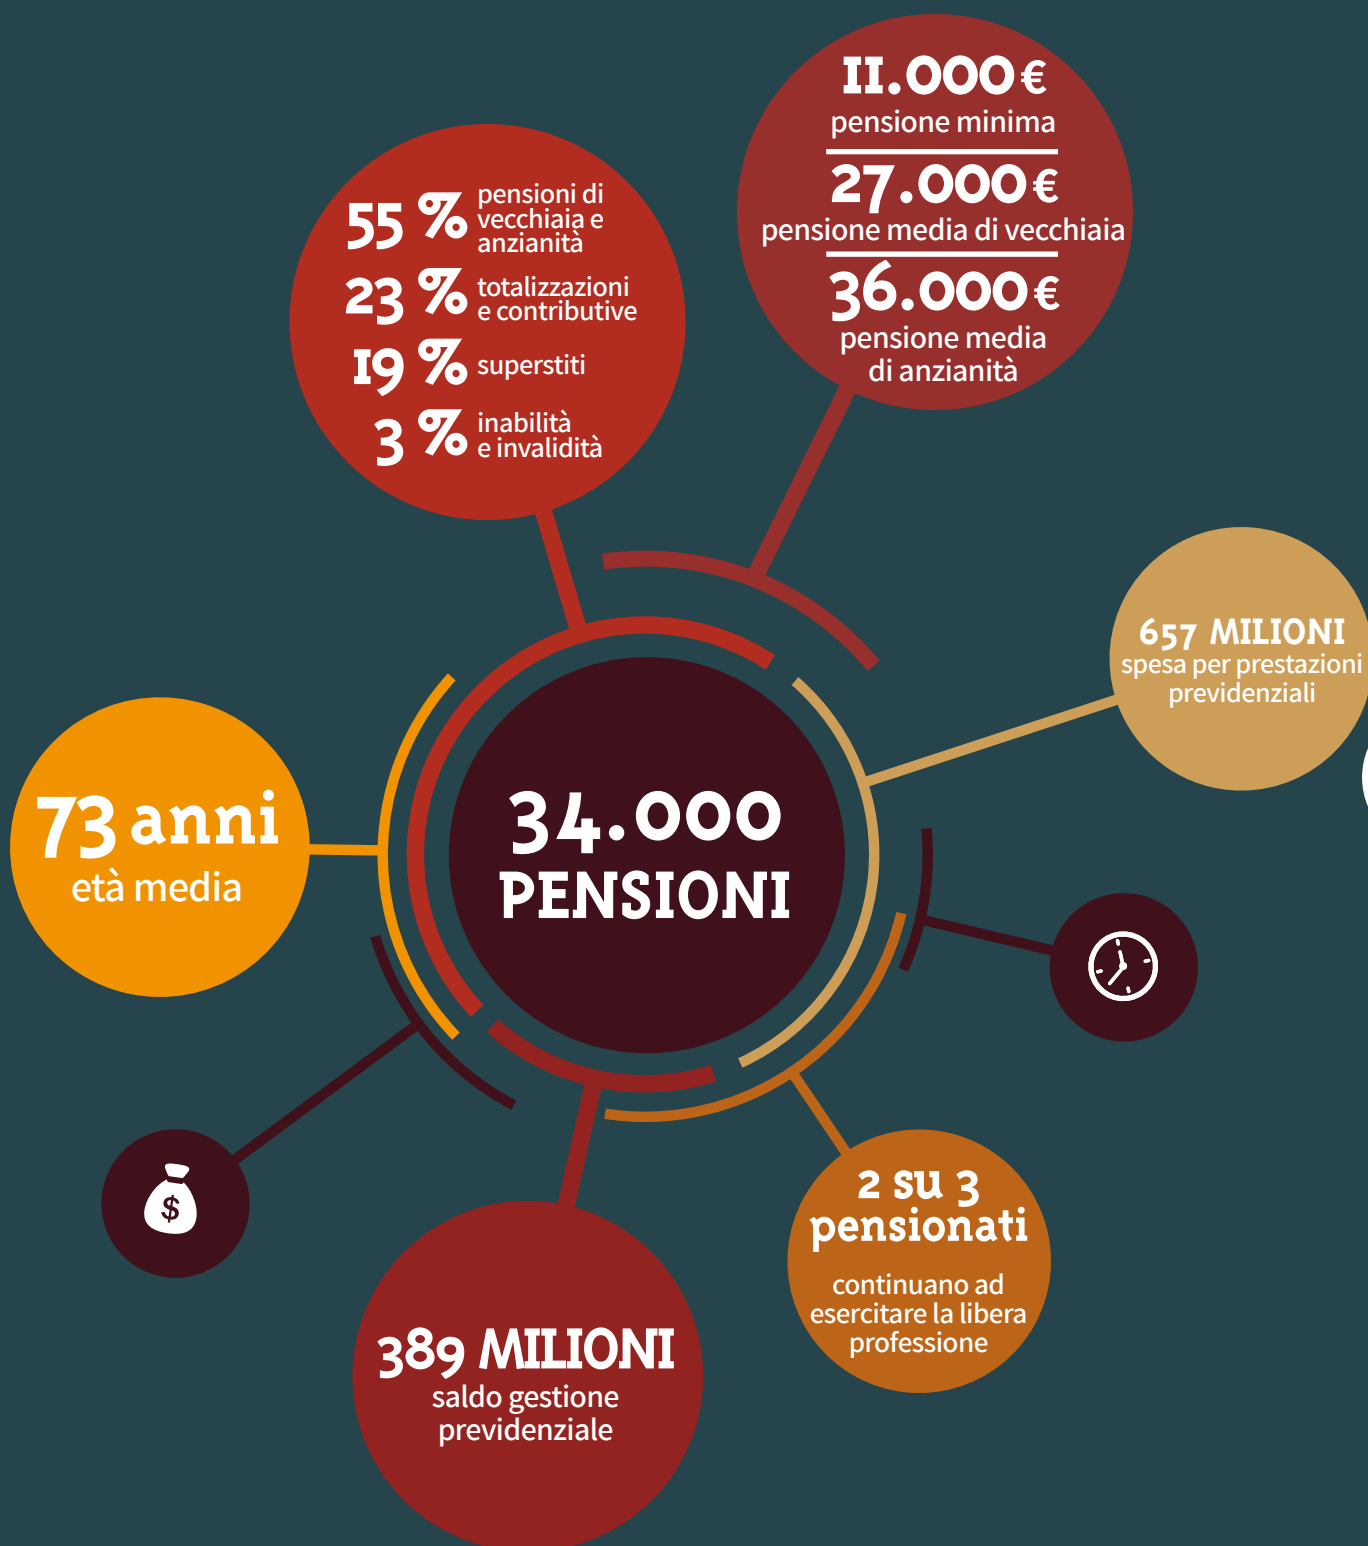 11.000 €
pensione minima
27.000 €
pensione media di vecchiaia
36.000 €
pensione media
di anzianità
55 % pensioni di
vecchiaia e
anzianità
23 % totalizzazioni
e contributive
19 % superstiti
3 % inabilità
e invalidità
657 MILIONI
spesa per prestazioni
previdenziali
73 anni
età media
34.000
PENSIONI
2 su 3
pensionati
continuano ad
esercitare la libera
professione
$
389 MILIONI
saldo gestione
previdenziale